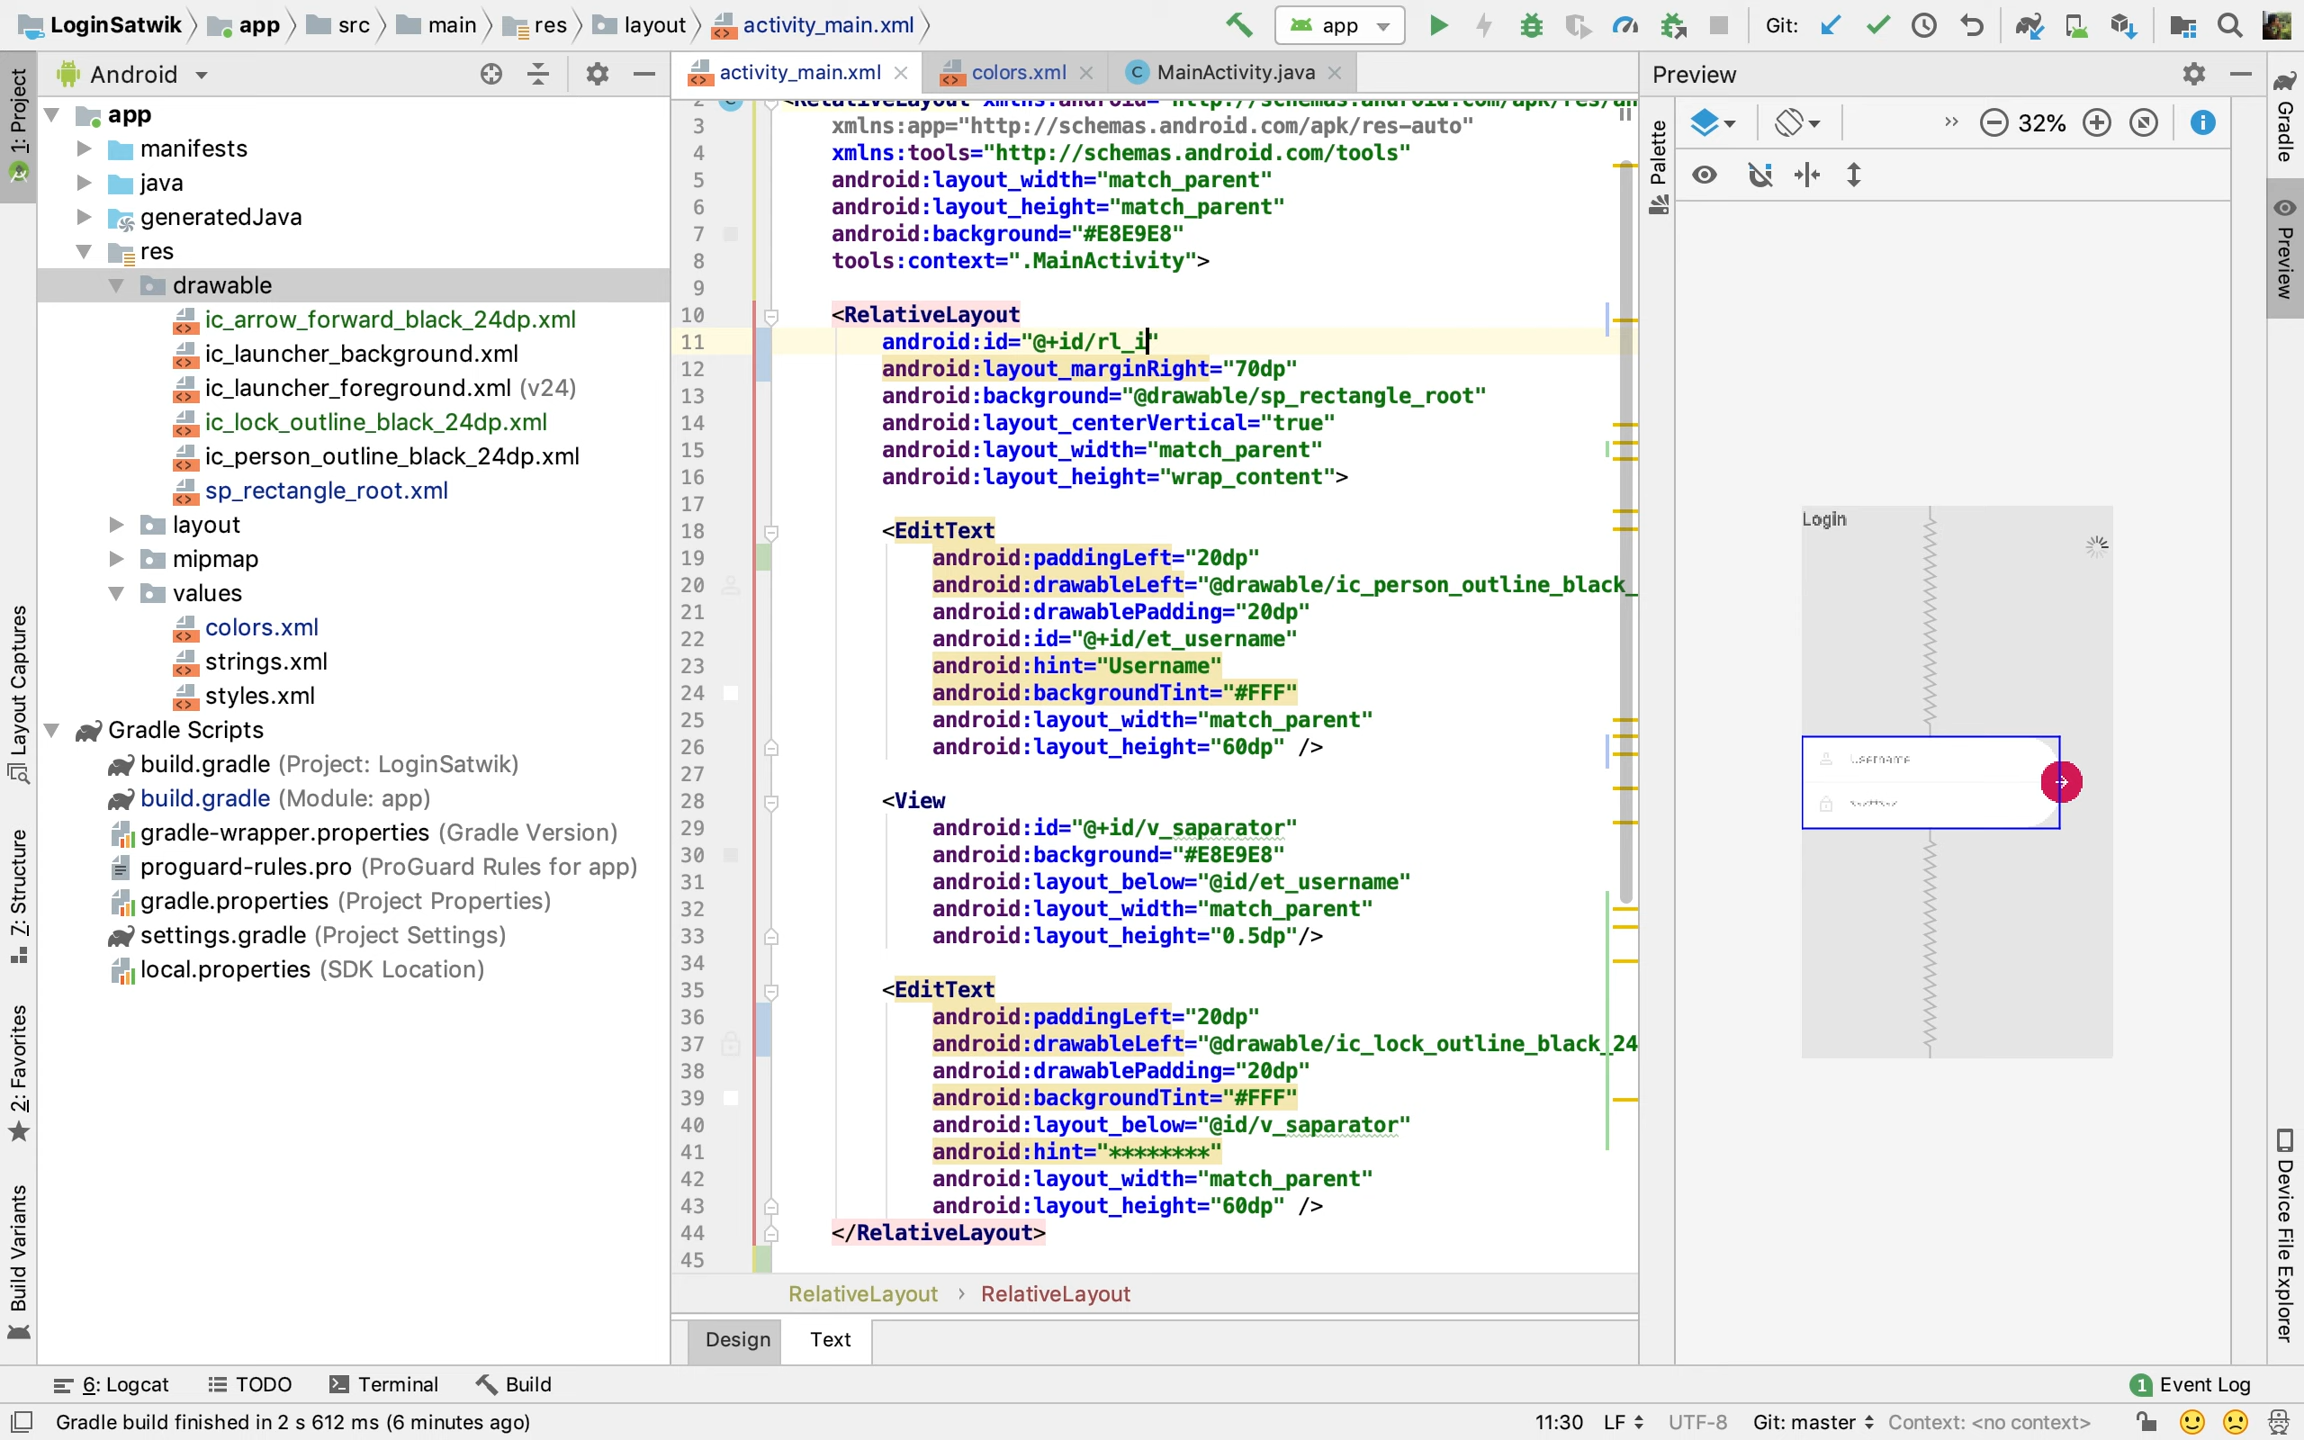 LoginSatwik app src main res layout activity_main.xml app Git:
Android
activity_main.xml colors.xml MainActivity.java Preview
1: Project
Layout Captures
7: Structure
2: Favorites
Build Variants
app
manifests
java
generatedJava
res
drawable
ic_arrow_forward_black_24dp.xml
ic_launcher_background.xml
ic_launcher_foreground.xml (v24)
ic_lock_outline_black_24dp.xml
ic_person_outline_black_24dp.xml
sp_rectangle_root.xml
layout
mipmap
values
colors.xml
strings.xml
styles.xml
Gradle Scripts
build.gradle (Project: LoginSatwik)
build.gradle (Module: app)
gradle-wrapper.properties (Gradle Version)
proguard-rules.pro (ProGuard Rules for app)
gradle.properties (Project Properties)
settings.gradle (Project Settings)
local.properties (SDK Location)
2 <RelativeLayout xmlns:android="http://schemas.android.com/apk/res/an
3 xmlns:app="http://schemas.android.com/apk/res-auto"
4 xmlns:tools="http://schemas.android.com/tools"
5 android:layout_width="match_parent"
6 android:layout_height="match_parent"
7 android:background="#E8E9E8"
8 tools:context=".MainActivity">
9
10 <RelativeLayout
11 android:id="@+id/rl_i"
12 android:layout_marginRight="70dp"
13 android:background="@drawable/sp_rectangle_root"
14 android:layout_centerVertical="true"
15 android:layout_width="match_parent"
16 android:layout_height="wrap_content">
17
18 <EditText
19 android:paddingLeft="20dp"
20 android:drawableLeft="@drawable/ic_person_outline_black_
21 android:drawablePadding="20dp"
22 android:id="@+id/et_username"
23 android:hint="Username"
24 android:backgroundTint="#FFF"
25 android:layout_width="match_parent"
26 android:layout_height="60dp" />
27
28 <View
29 android:id="@+id/v_saparator"
30 android:background="#E8E9E8"
31 android:layout_below="@id/et_username"
32 android:layout_width="match_parent"
33 android:layout_height="0.5dp"/>
34
35 <EditText
36 android:paddingLeft="20dp"
37 android:drawableLeft="@drawable/ic_lock_outline_black_24
38 android:drawablePadding="20dp"
39 android:backgroundTint="#FFF"
40 android:layout_below="@id/v_saparator"
41 android:hint="********"
42 android:layout_width="match_parent"
43 android:layout_height="60dp" />
44 </RelativeLayout>
45
RelativeLayout › RelativeLayout
Design Text
Palette
» 32%
Login
Username
********
Gradle
Preview
Device File Explorer
6: Logcat TODO Terminal Build 1 Event Log
Gradle build finished in 2 s 612 ms (6 minutes ago) 11:30 LF UTF-8 Git: master Context: <no context>